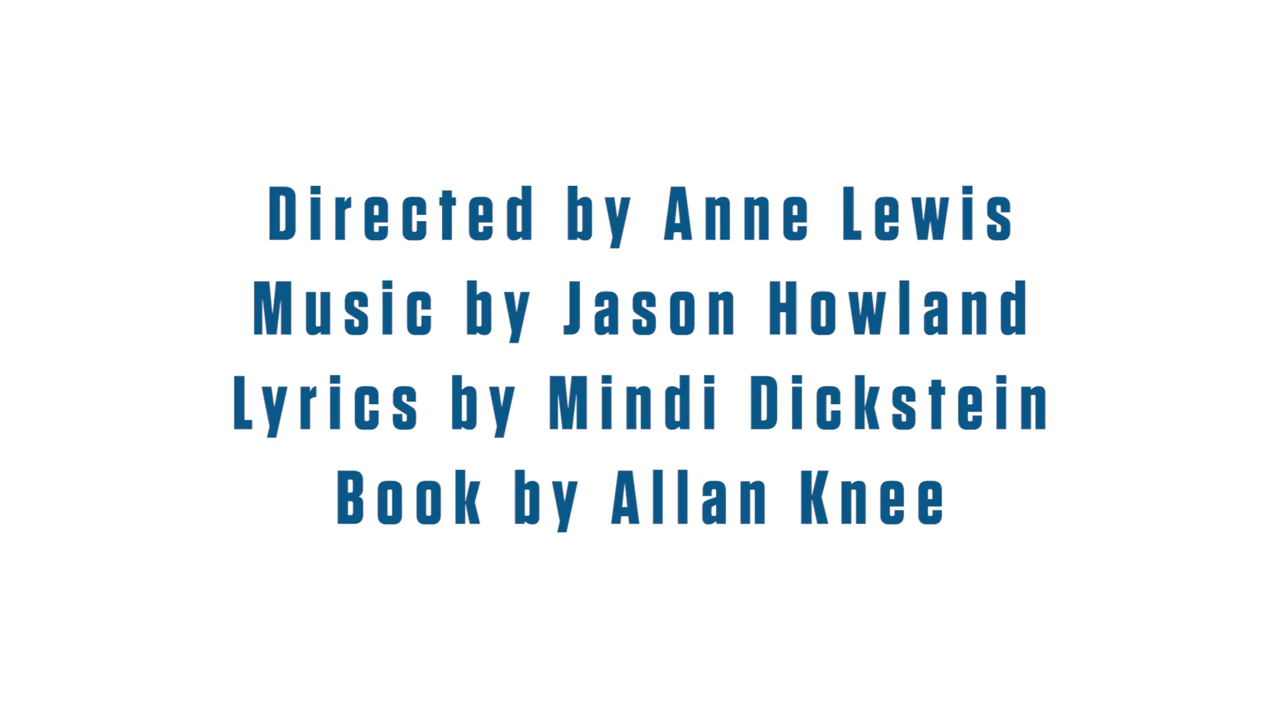 Directed by Anne Lewis
Music by Jason Howland
Lyrics by Mindi Dickstein
Book by Allan Knee